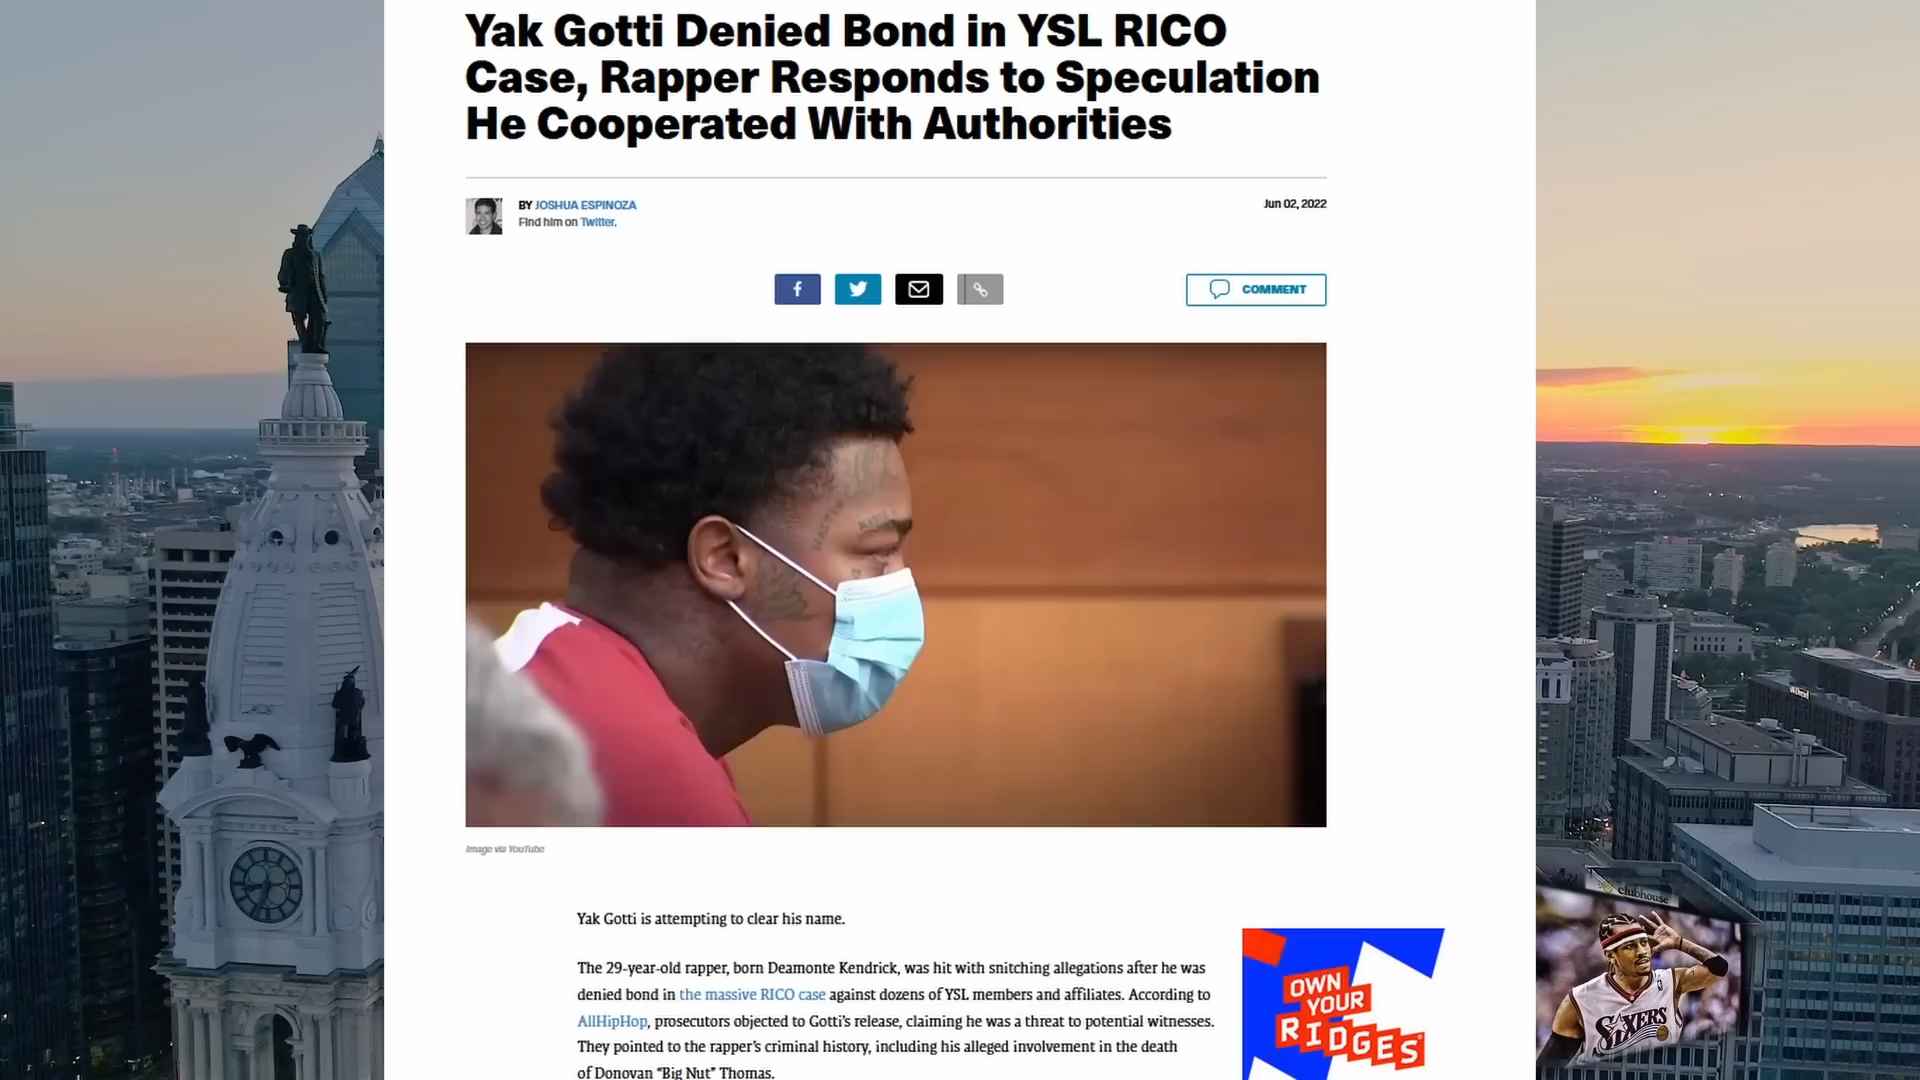 Yak Gotti Denied Bond in YSL RICO
Case, Rapper Responds to Speculation
He Cooperated With Authorities
BY JOSHUA ESPINOZA
Find him on Twitter.
Jun 02, 2022
COMMENT
Image via YouTube
Yak Gotti is attempting to clear his name.
The 29-year-old rapper, born Deamonte Kendrick, was hit with snitching allegations after he was
denied bond in the massive RICO case against dozens of YSL members and affiliates. According to
AllHipHop, prosecutors objected to Gotti's release, claiming he was a threat to potential witnesses.
They pointed to the rapper's criminal history, including his alleged involvement in the death
of Donovan “Big Nut” Thomas.
OWN
YOUR
RIDGES
clubhouse
SIXERS